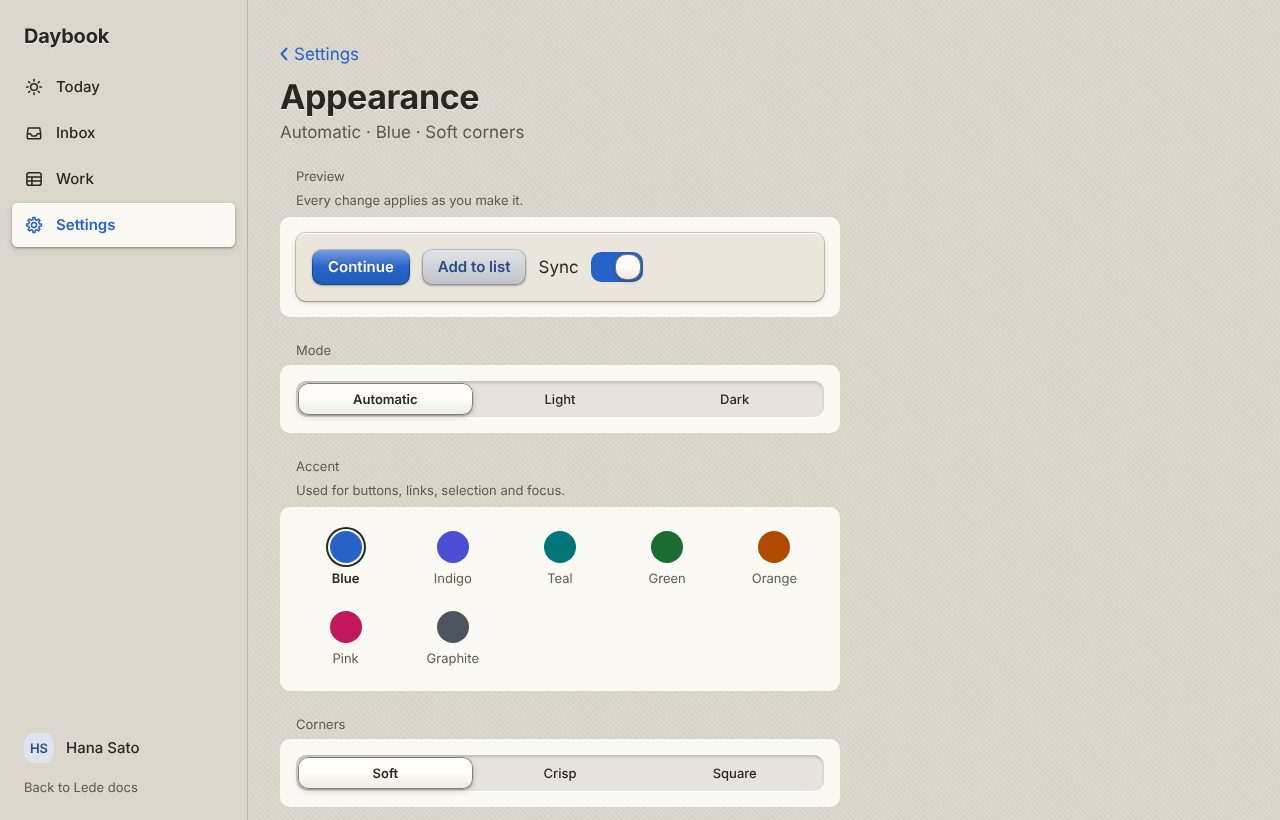 Daybook
Today
Inbox
Work
Settings
HS
Hana Sato
Back to Lede docs
Settings
Appearance
Automatic · Blue · Soft corners
Preview
Every change applies as you make it.
Continue
Add to list
Sync
Mode
Automatic
Light
Dark
Accent
Used for buttons, links, selection and focus.
Blue
Indigo
Teal
Green
Orange
Pink
Graphite
Corners
Soft
Crisp
Square